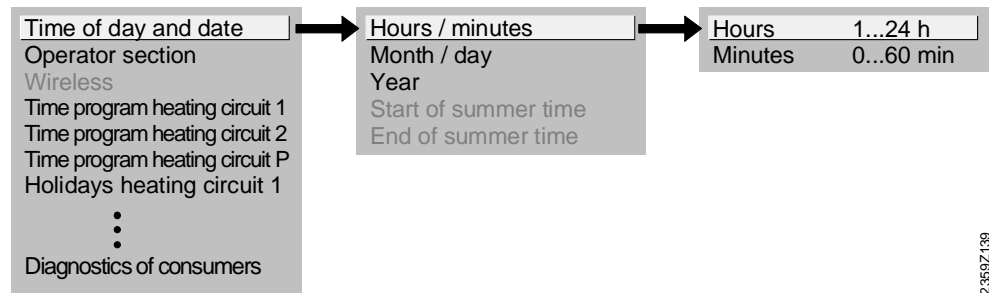 Time of day and date
Operator section
Wireless
Time program heating circuit 1
Time program heating circuit 2
Time program heating circuit P
Holidays heating circuit 1
Diagnostics of consumers
Hours / minutes
Month / day
Year
Start of summer time
End of summer time
Hours 1...24 h
Minutes 0...60 min
2359Z139